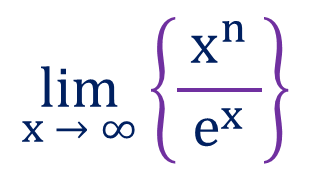 lim x → ∞ { xⁿ / eˣ }